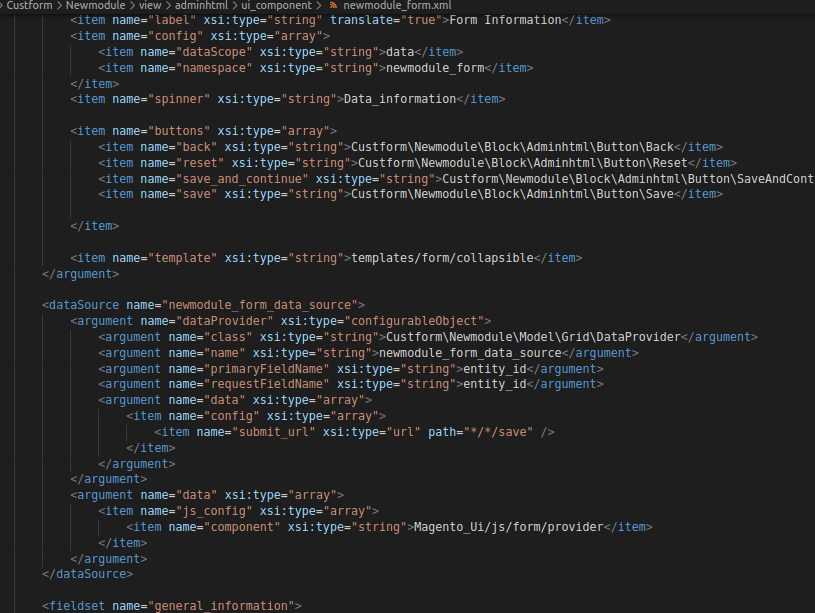 > Custform > Newmodule > view > adminhtml > ui_component > newmodule_form.xml
<item name="label" xsi:type="string" translate="true">Form Information</item>
<item name="config" xsi:type="array">
<item name="dataScope" xsi:type="string">data</item>
<item name="namespace" xsi:type="string">newmodule_form</item>
</item>
<item name="spinner" xsi:type="string">Data_information</item>
<item name="buttons" xsi:type="array">
<item name="back" xsi:type="string">Custform\Newmodule\Block\Adminhtml\Button\Back</item>
<item name="reset" xsi:type="string">Custform\Newmodule\Block\Adminhtml\Button\Reset</item>
<item name="save_and_continue" xsi:type="string">Custform\Newmodule\Block\Adminhtml\Button\SaveAndCont
<item name="save" xsi:type="string">Custform\Newmodule\Block\Adminhtml\Button\Save</item>
</item>
<item name="template" xsi:type="string">templates/form/collapsible</item>
</argument>
<dataSource name="newmodule_form_data_source">
<argument name="dataProvider" xsi:type="configurableObject">
<argument name="class" xsi:type="string">Custform\Newmodule\Model\Grid\DataProvider</argument>
<argument name="name" xsi:type="string">newmodule_form_data_source</argument>
<argument name="primaryFieldName" xsi:type="string">entity_id</argument>
<argument name="requestFieldName" xsi:type="string">entity_id</argument>
<argument name="data" xsi:type="array">
<item name="config" xsi:type="array">
<item name="submit_url" xsi:type="url" path="*/*/save" />
</item>
</argument>
</argument>
<argument name="data" xsi:type="array">
<item name="js_config" xsi:type="array">
<item name="component" xsi:type="string">Magento_Ui/js/form/provider</item>
</item>
</argument>
</dataSource>
<fieldset name="general_information">